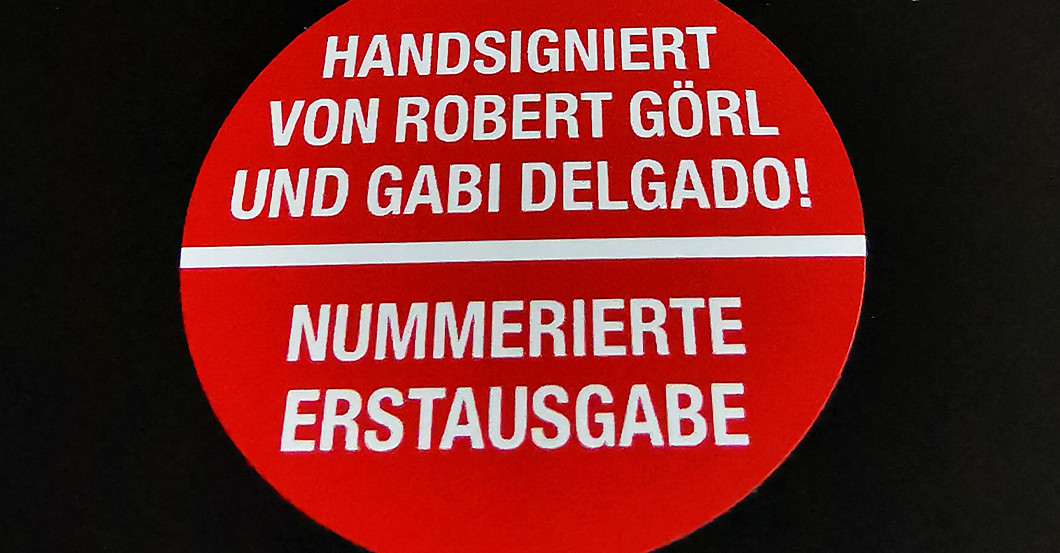 HANDSIGNIERT
VON ROBERT GÖRL
UND GABI DELGADO!
NUMMERIERTE
ERSTAUSGABE